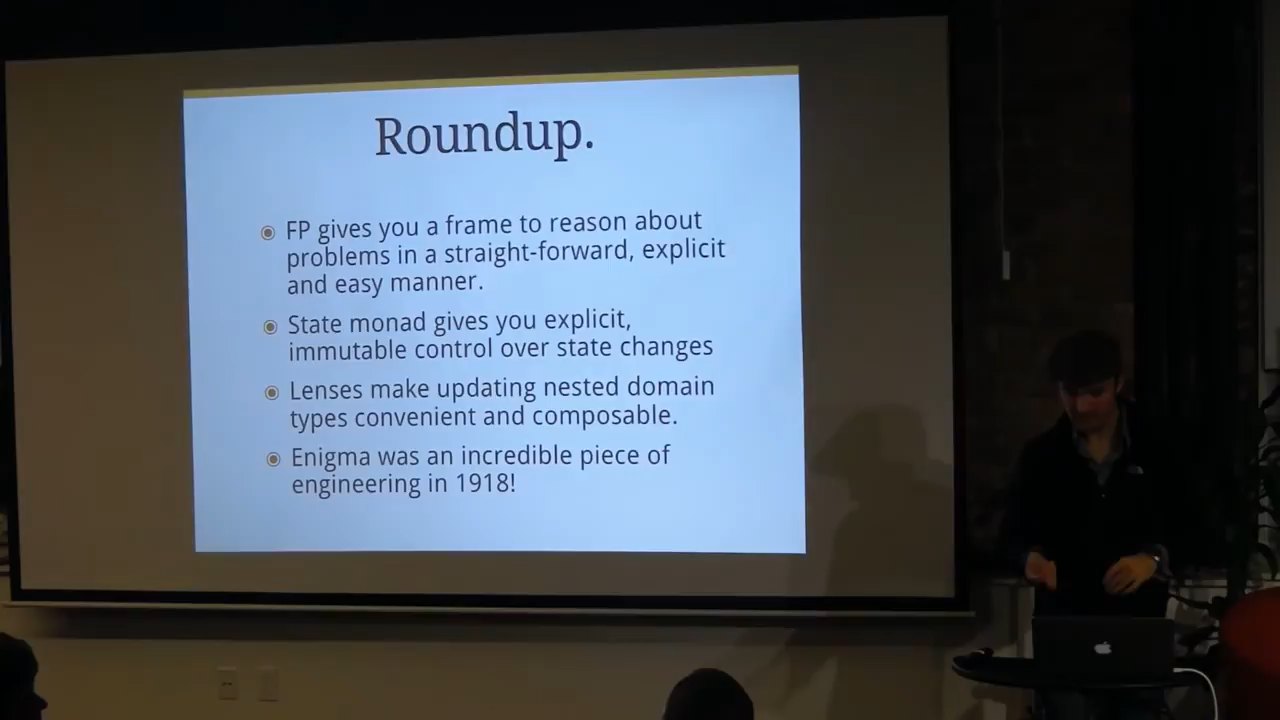 Roundup.
FP gives you a frame to reason about
problems in a straight-forward, explicit
and easy manner.
State monad gives you explicit,
immutable control over state changes
Lenses make updating nested domain
types convenient and composable.
Enigma was an incredible piece of
engineering in 1918!